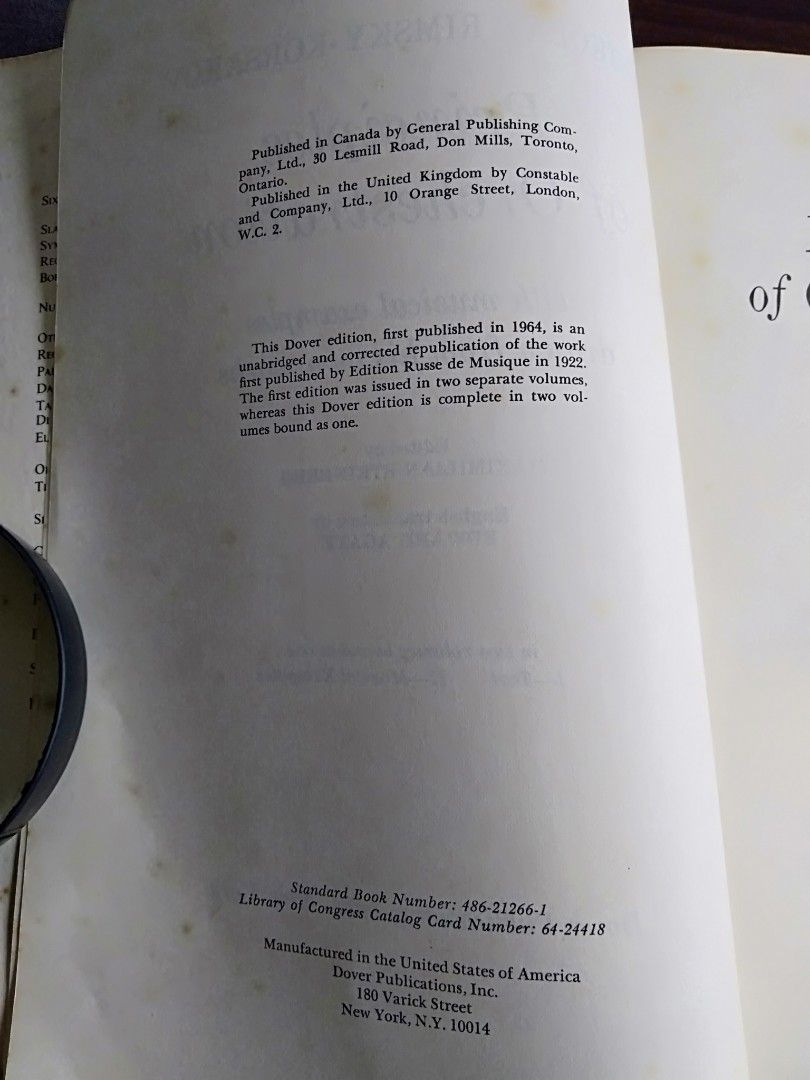 Published in Canada by General Publishing Com-
pany, Ltd., 30 Lesmill Road, Don Mills, Toronto,
Ontario.
Published in the United Kingdom by Constable
and Company, Ltd., 10 Orange Street, London,
W.C. 2.
This Dover edition, first published in 1964, is an
unabridged and corrected republication of the work
first published by Edition Russe de Musique in 1922.
The first edition was issued in two separate volumes,
whereas this Dover edition is complete in two vol-
umes bound as one.
Standard Book Number: 486-21266-1
Library of Congress Catalog Card Number: 64-24418
Manufactured in the United States of America
Dover Publications, Inc.
180 Varick Street
New York, N.Y. 10014
of